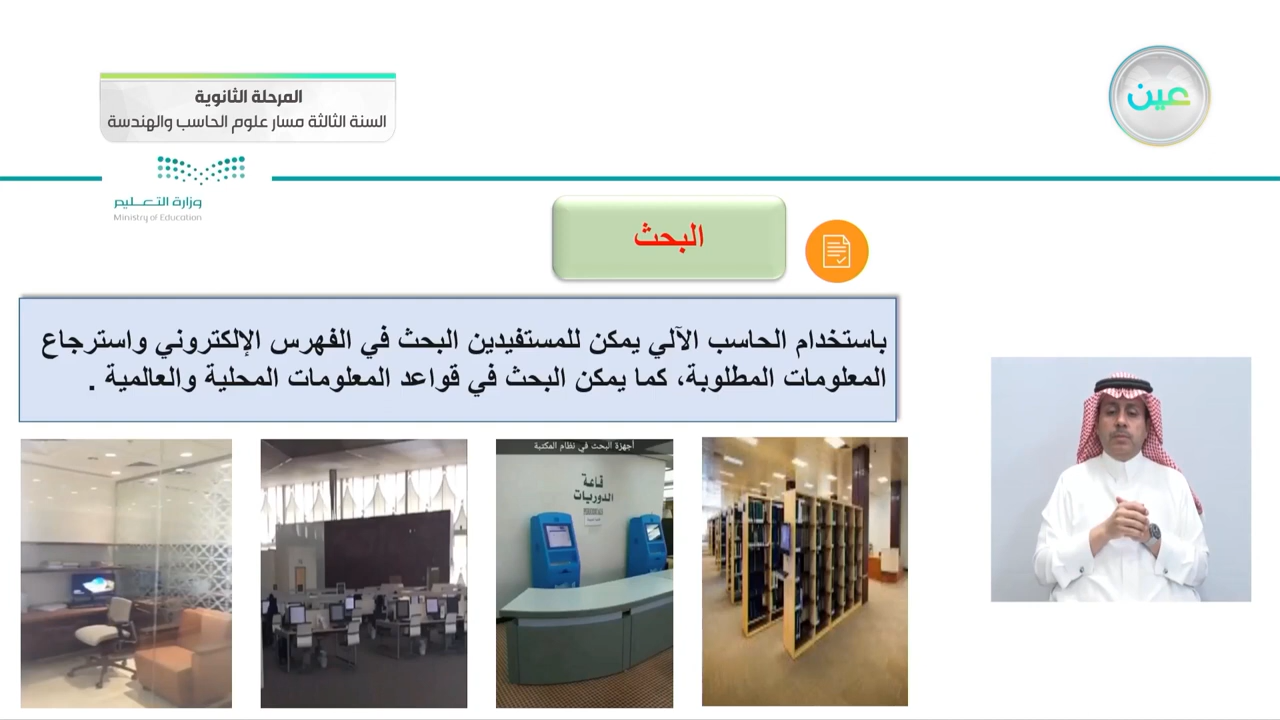 المرحلة الثانوية
السنة الثالثة مسار علوم الحاسب والهندسة
عين
وزارة التعليم
Ministry of Education
البحث
باستخدام الحاسب الآلي يمكن للمستفيدين البحث في الفهرس الإلكتروني واسترجاع
المعلومات المطلوبة، كما يمكن البحث في قواعد المعلومات المحلية والعالمية .
أجهزة البحث في نظام المكتبة
قاعة
الدوريات
PERIODICALS